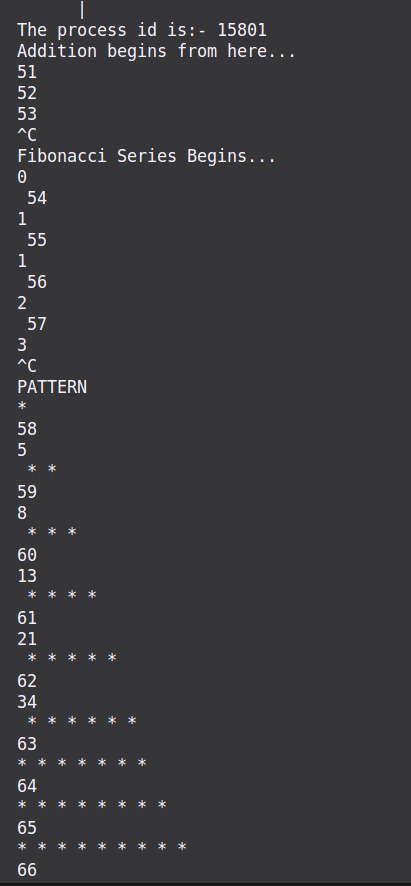 The process id is:- 15801
Addition begins from here...
51
52
53
^C
Fibonacci Series Begins...
0
 54
1
 55
1
 56
2
 57
3
^C
PATTERN
*
58
5
 * *
59
8
 * * *
60
13
 * * * *
61
21
 * * * * *
62
34
 * * * * * *
63
* * * * * * *
64
* * * * * * * *
65
* * * * * * * * *
66